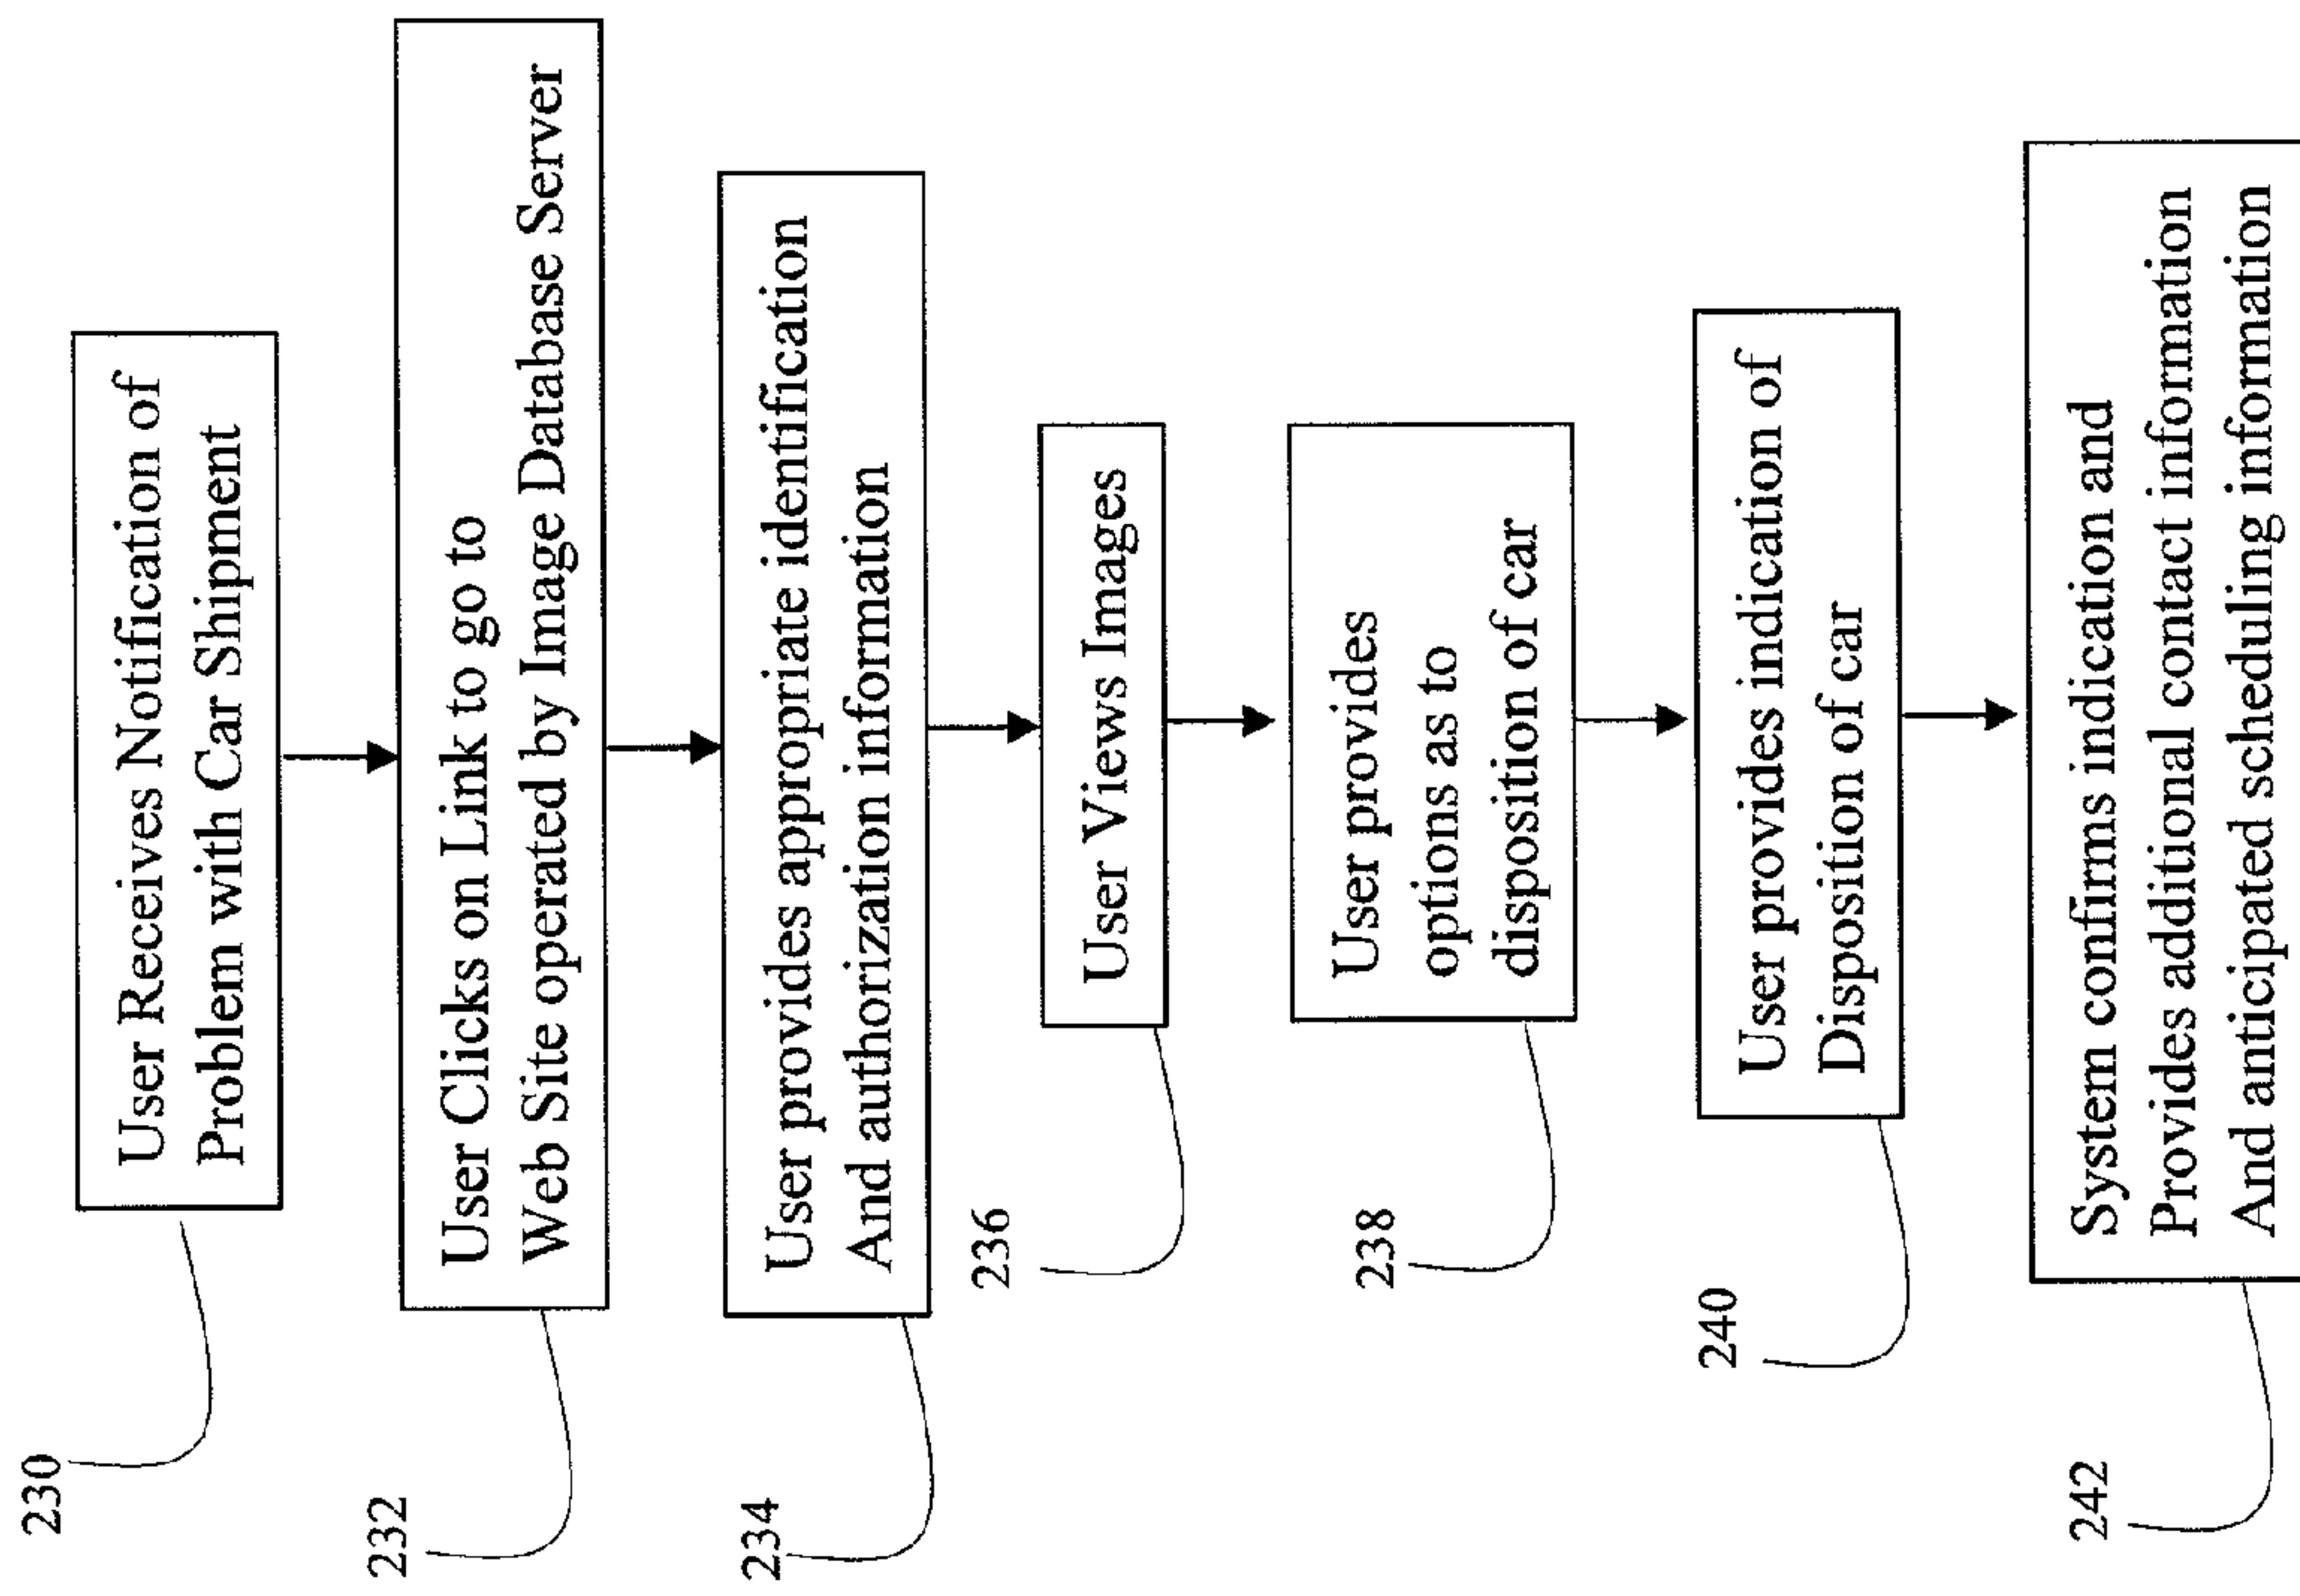 230
User Receives Notification of
Problem with Car Shipment
232
User Clicks on Link to go to
Web Site operated by Image Database Server
234
User provides appropriate identification
And authorization information
236
User Views Images
238
User provides
options as to
disposition of car
240
User provides indication of
Disposition of car
242
System confirms indication and
Provides additional contact information
And anticipated scheduling information